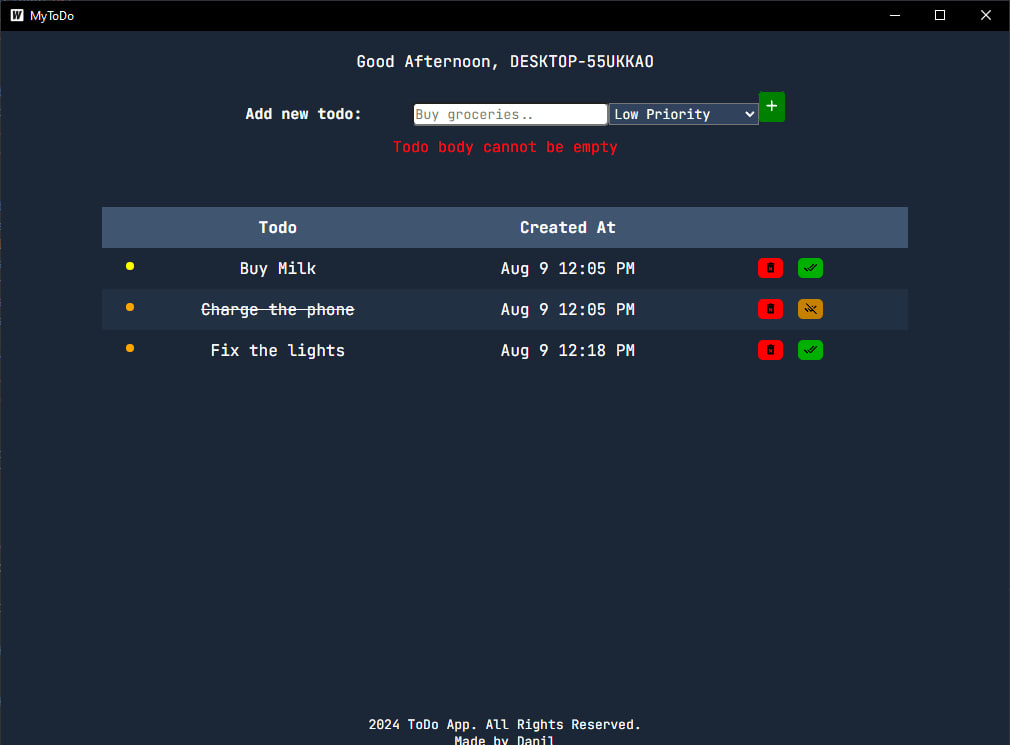 MyToDo
Good Afternoon, DESKTOP-55UKKAO
Add new todo: Buy groceries.. Low Priority +
Todo body cannot be empty
Todo Created At
Buy Milk Aug 9 12:05 PM
Charge the phone Aug 9 12:05 PM
Fix the lights Aug 9 12:18 PM
2024 ToDo App. All Rights Reserved.
Made by Danil